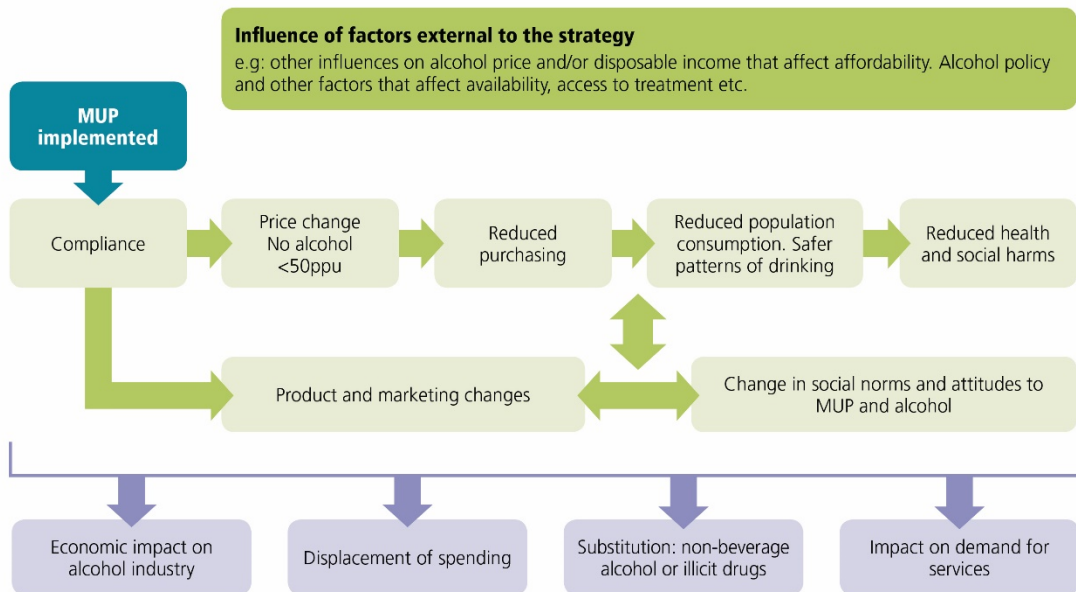 Influence of factors external to the strategy
e.g: other influences on alcohol price and/or disposable income that affect affordability. Alcohol policy
and other factors that affect availability, access to treatment etc.
MUP
implemented
Compliance
Price change
No alcohol
<50ppu
Reduced
purchasing
Reduced population
consumption. Safer
patterns of drinking
Reduced health
and social harms
Product and marketing changes
Change in social norms and attitudes to
MUP and alcohol
Economic impact on
alcohol industry
Displacement of spending
Substitution: non-beverage
alcohol or illicit drugs
Impact on demand for
services